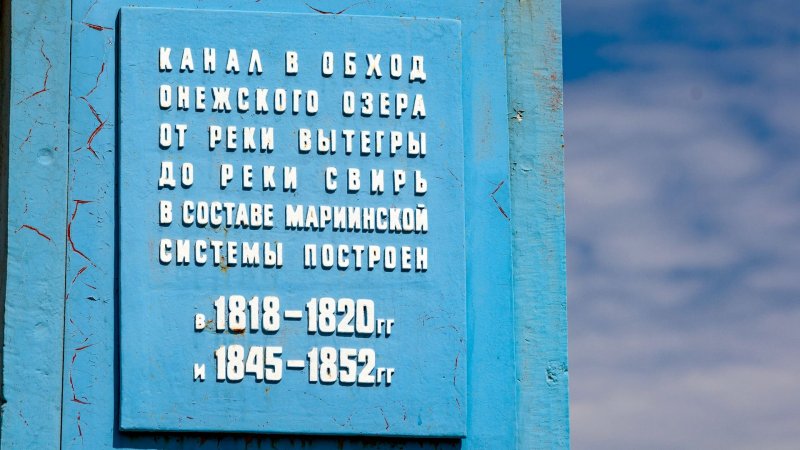 КАНАЛ В ОБХОД
ОНЕЖСКОГО ОЗЕРА
ОТ РЕКИ ВЫТЕГРЫ
ДО РЕКИ СВИРЬ
В СОСТАВЕ МАРИИНСКОЙ
СИСТЕМЫ ПОСТРОЕН
в 1818–1820гг
и 1845–1852гг